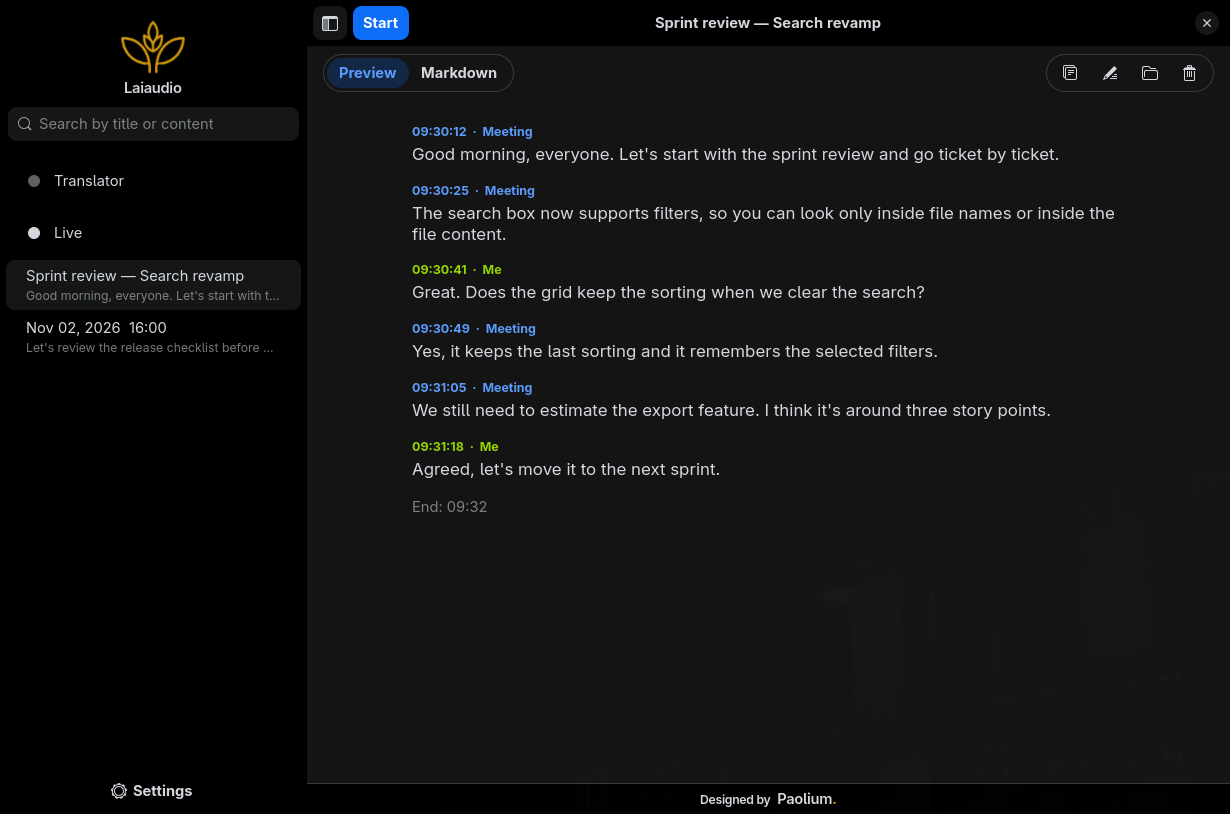 Laiaudio
Search by title or content
Translator
Live
Sprint review — Search revamp
Good morning, everyone. Let's start with t...
Nov 02, 2026 16:00
Let's review the release checklist before ...
Settings
Start
Sprint review — Search revamp
Preview
Markdown
09:30:12 · Meeting
Good morning, everyone. Let's start with the sprint review and go ticket by ticket.
09:30:25 · Meeting
The search box now supports filters, so you can look only inside file names or inside the
file content.
09:30:41 · Me
Great. Does the grid keep the sorting when we clear the search?
09:30:49 · Meeting
Yes, it keeps the last sorting and it remembers the selected filters.
09:31:05 · Meeting
We still need to estimate the export feature. I think it's around three story points.
09:31:18 · Me
Agreed, let's move it to the next sprint.
End: 09:32
Designed by Paolium.